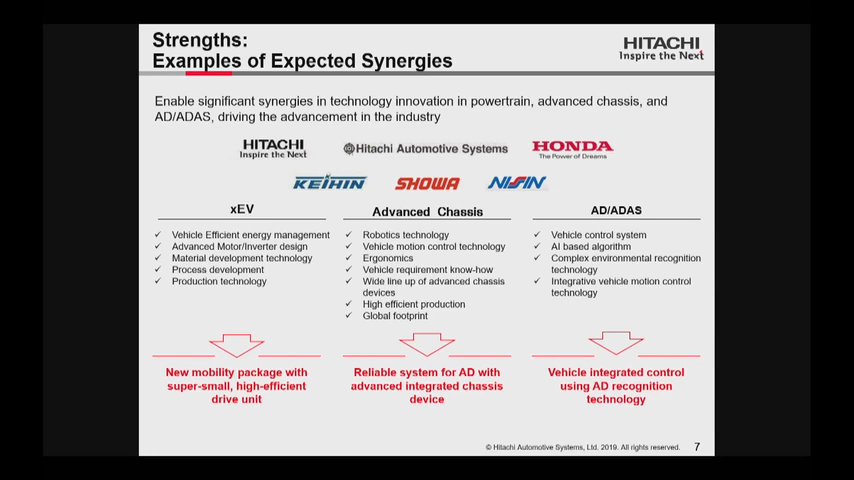 Strengths:
Examples of Expected Synergies
HITACHI
Inspire the Next
Enable significant synergies in technology innovation in powertrain, advanced chassis, and
AD/ADAS, driving the advancement in the industry
HITACHI
Inspire the Next
Hitachi Automotive Systems
HONDA
The Power of Dreams
KEIHIN
SHOWA
NISSIN
xEV
✓ Vehicle Efficient energy management
✓ Advanced Motor/Inverter design
✓ Material development technology
✓ Process development
✓ Production technology
New mobility package with
super-small, high-efficient
drive unit
Advanced Chassis
✓ Robotics technology
✓ Vehicle motion control technology
✓ Ergonomics
✓ Vehicle requirement know-how
✓ Wide line up of advanced chassis
devices
✓ High efficient production
✓ Global footprint
Reliable system for AD with
advanced integrated chassis
device
AD/ADAS
✓ Vehicle control system
✓ AI based algorithm
✓ Complex environmental recognition
technology
✓ Integrative vehicle motion control
technology
Vehicle integrated control
using AD recognition
technology
© Hitachi Automotive Systems, Ltd. 2019. All rights reserved.
7